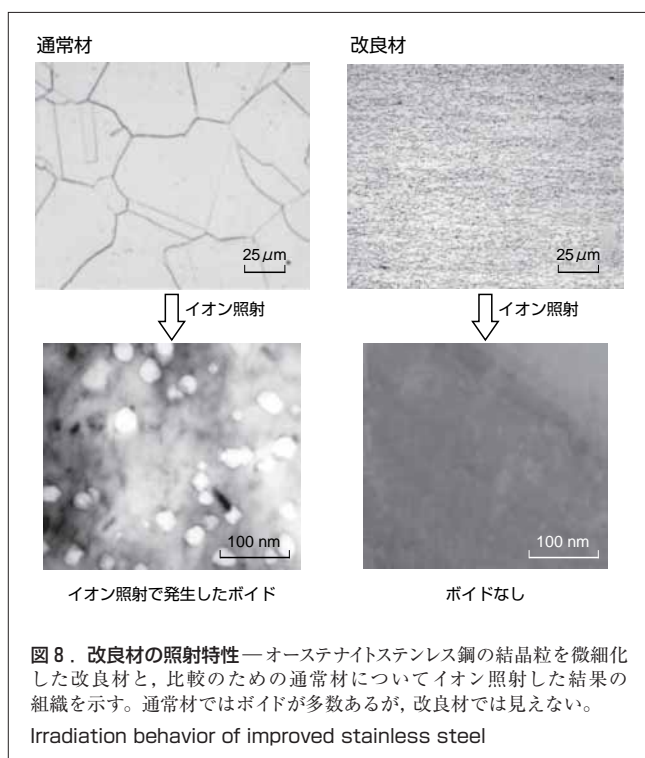 通常材
改良材
25μm
25μm
イオン照射
イオン照射
100 nm
100 nm
イオン照射で発生したボイド
ボイドなし
図8．改良材の照射特性—オーステナイトステンレス鋼の結晶粒を微細化
した改良材と，比較のための通常材についてイオン照射した結果の
組織を示す。通常材ではボイドが多数あるが，改良材では見えない。
Irradiation behavior of improved stainless steel